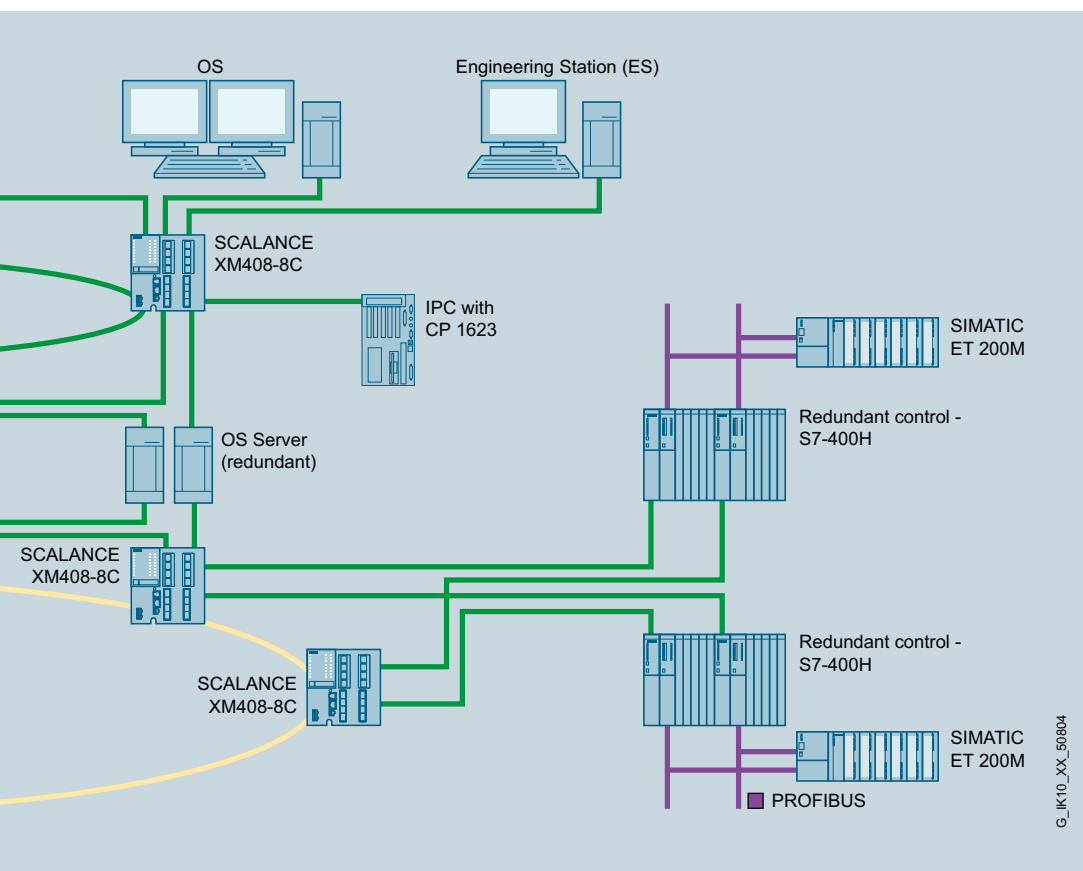 OS
Engineering Station (ES)
SCALANCE
XM408-8C
IPC with
CP 1623
SIMATIC
ET 200M
Redundant control -
S7-400H
OS Server
(redundant)
SCALANCE
XM408-8C
Redundant control -
S7-400H
SCALANCE
XM408-8C
SIMATIC
ET 200M
PROFIBUS
G_IK10_XX_50804